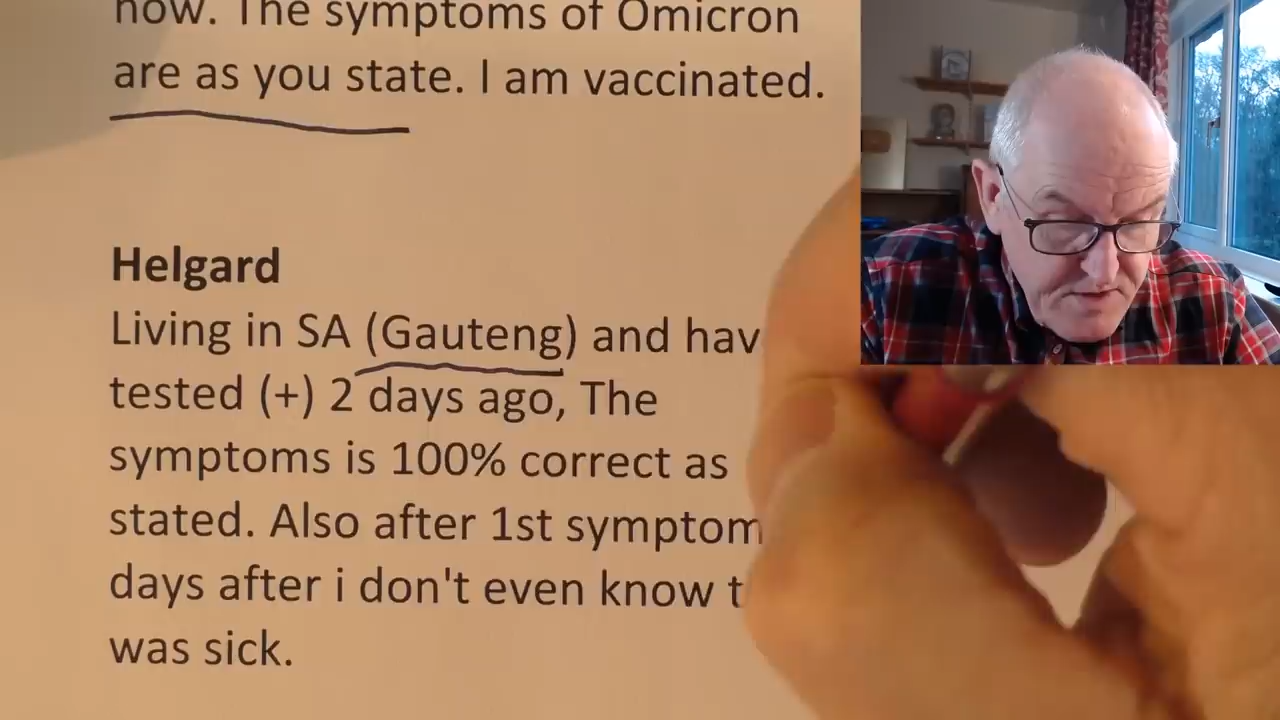 now. The symptoms of Omicron
are as you state. I am vaccinated.
Helgard
Living in SA (Gauteng) and hav
tested (+) 2 days ago, The
symptoms is 100% correct as
stated. Also after 1st symptom
days after i don't even know t
was sick.